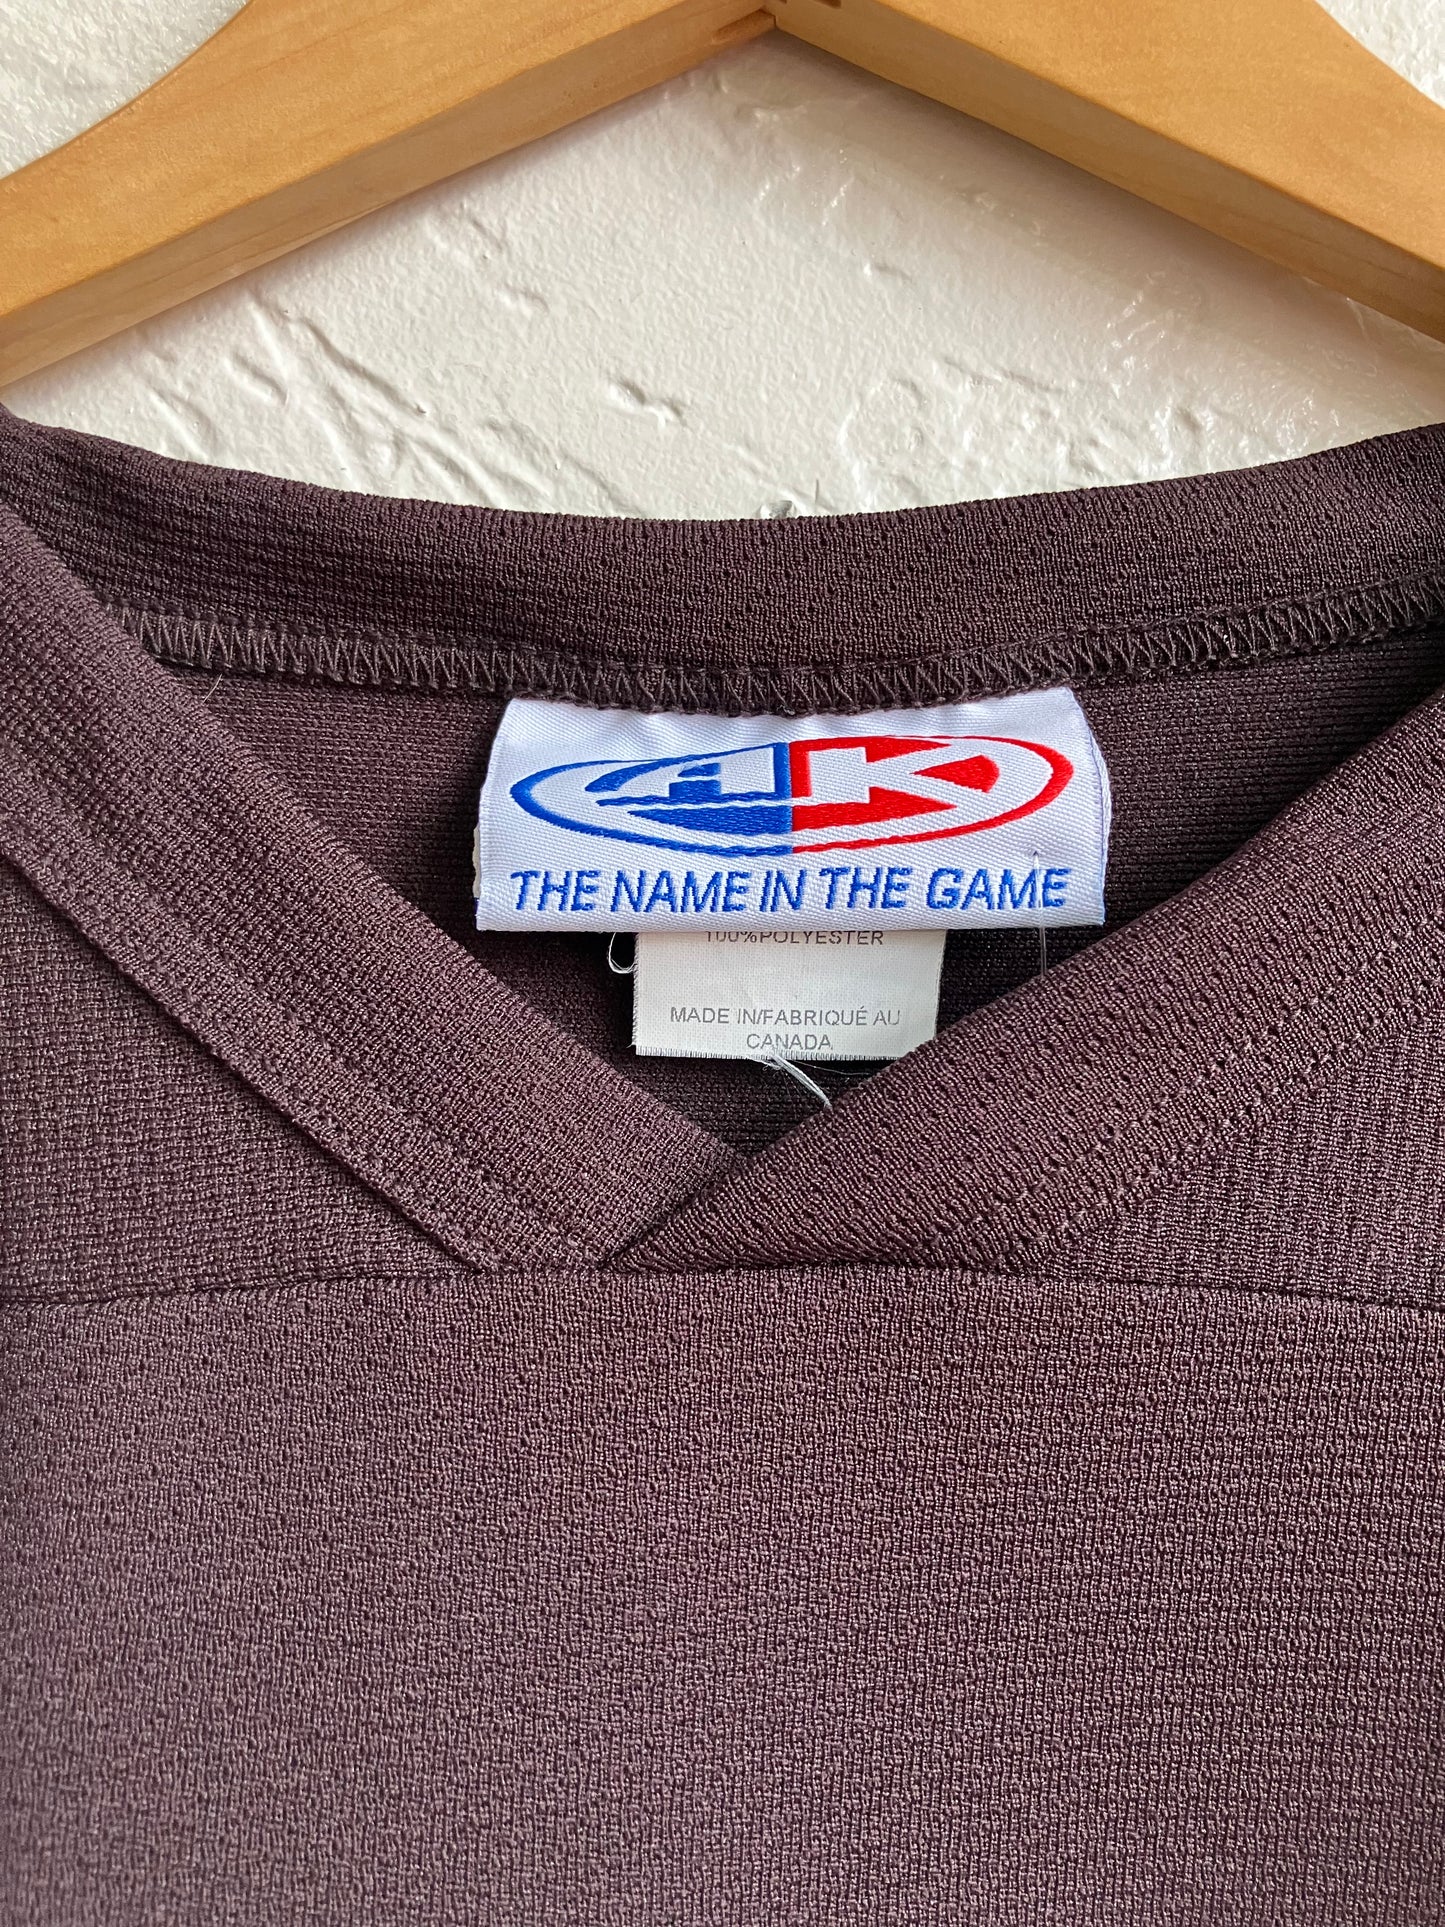 AK
THE NAME IN THE GAME
100%POLYESTER
MADE IN/FABRIQUÉ AU
CANADA